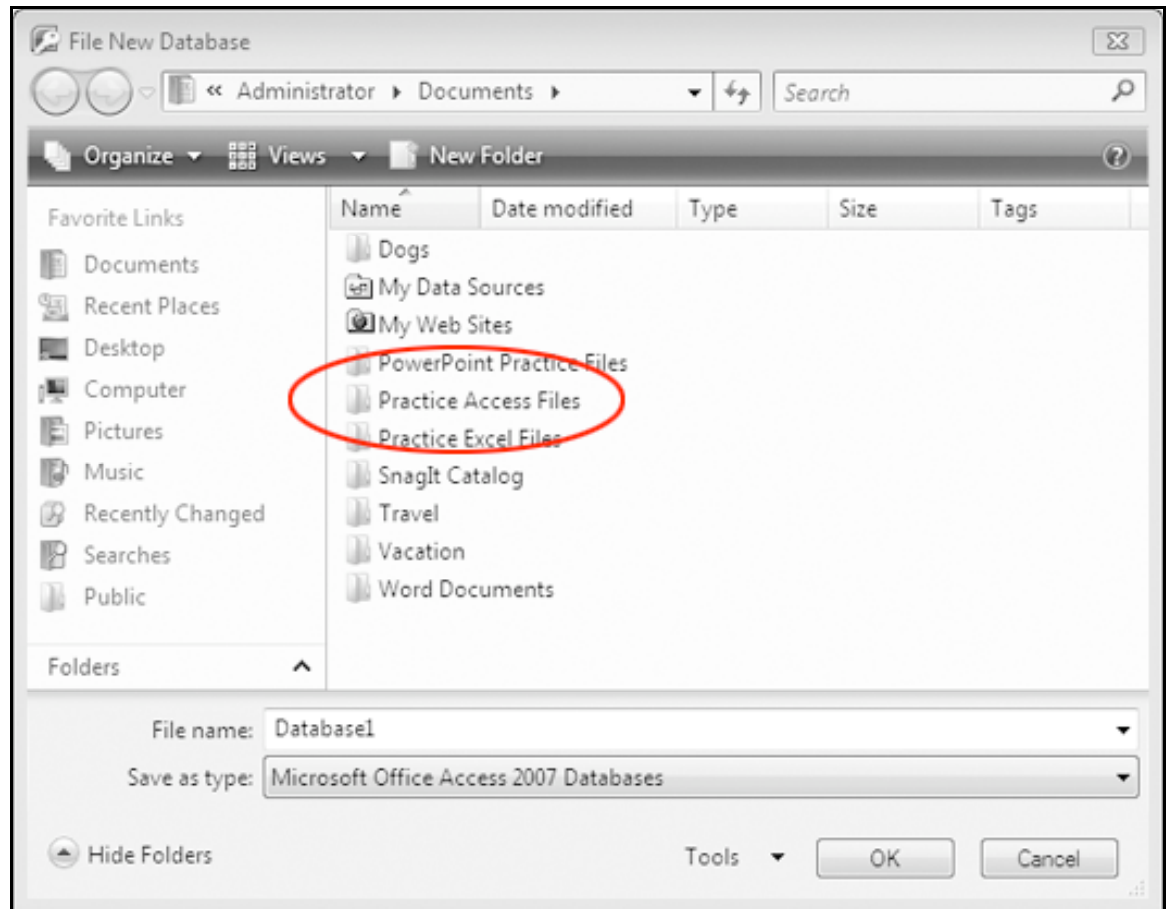 File New Database
« Administrator Documents Search
Organize Views New Folder ?
Favorite Links
Documents
Recent Places
Desktop
Computer
Pictures
Music
Recently Changed
Searches
Public
Folders
Name Date modified Type Size Tags
Dogs
My Data Sources
My Web Sites
PowerPoint Practice Files
Practice Access Files
Practice Excel Files
SnagIt Catalog
Travel
Vacation
Word Documents
File name: Database1
Save as type: Microsoft Office Access 2007 Databases
Hide Folders Tools OK Cancel